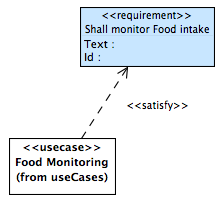 <<requirement>>
Shall monitor Food intake
Text :
Id :
<<satisfy>>
<<usecase>>
Food Monitoring
(from useCases)